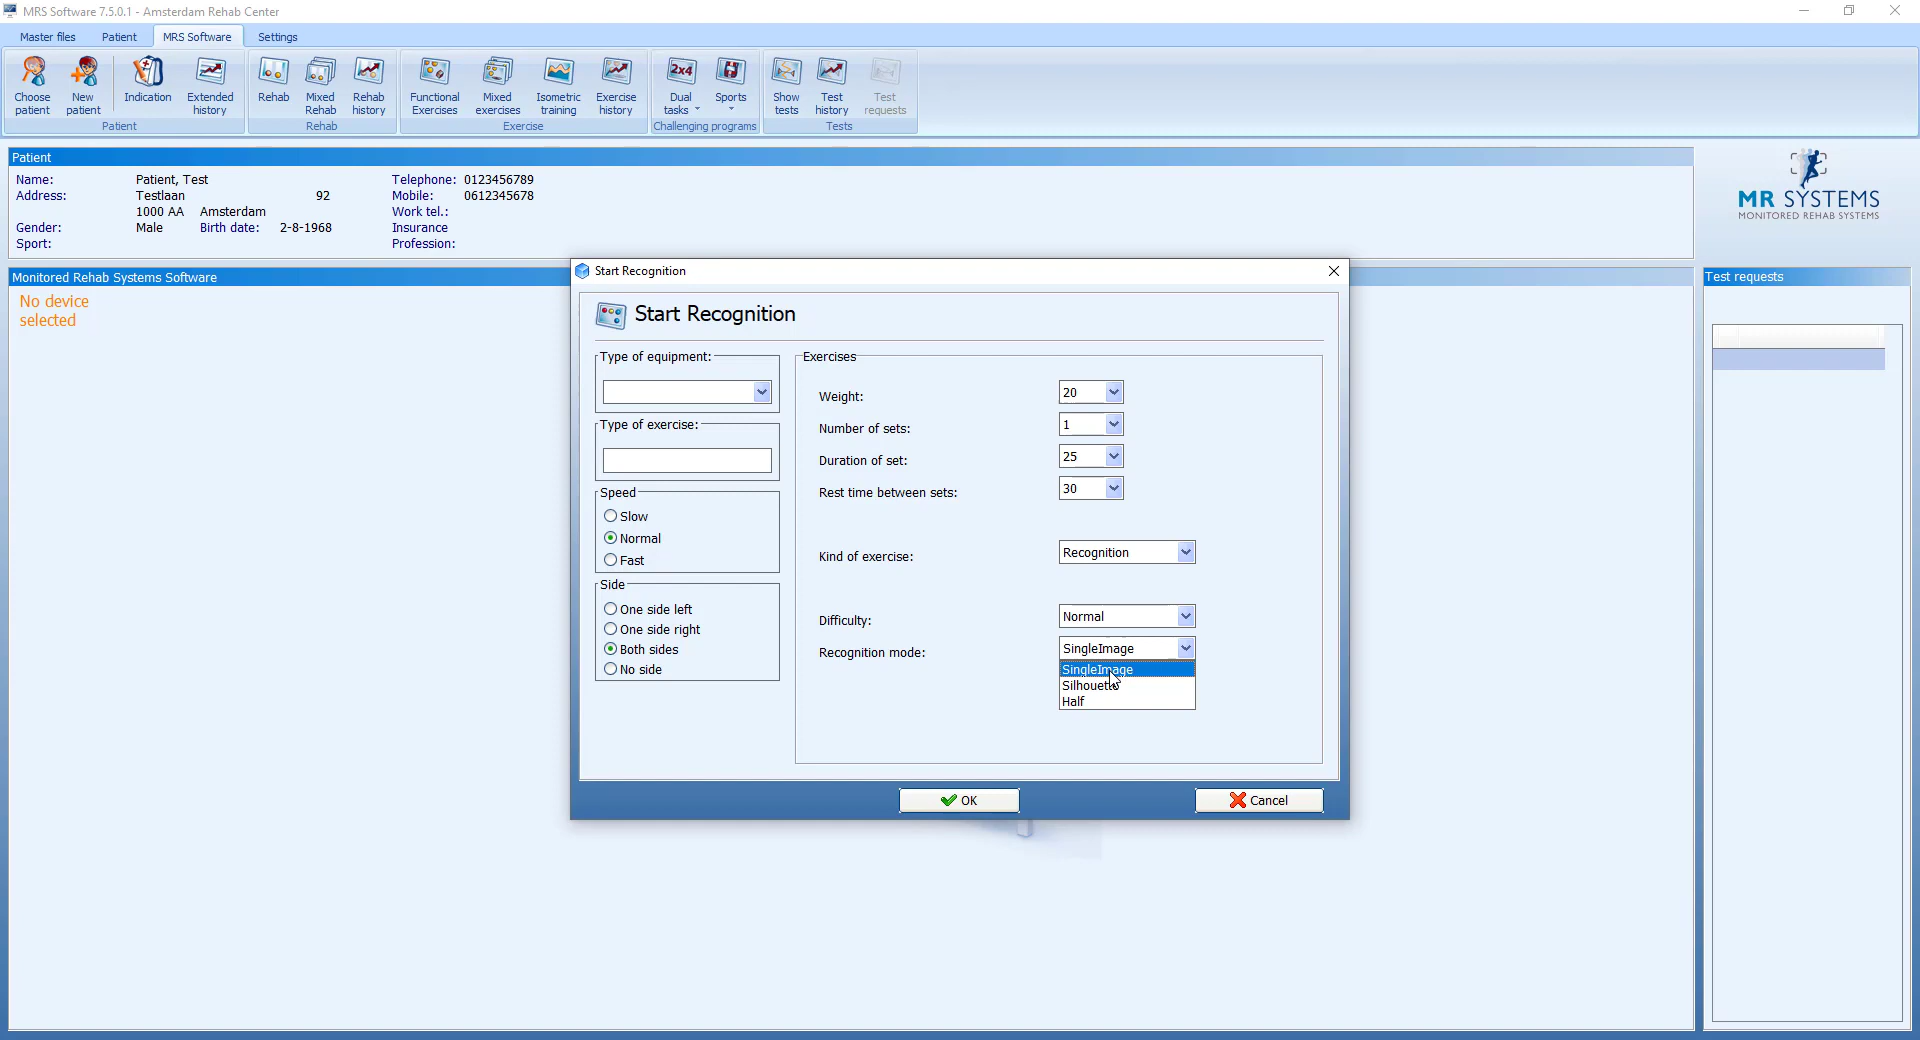 MRS Software 7.5.0.1 - Amsterdam Rehab Center
Master files Patient MRS Software Settings
Choose patient
New patient
Indication
Extended history
Patient
Rehab
Mixed Rehab
Rehab history
Rehab
Functional Exercises
Mixed exercises
Isometric training
Exercise history
Exercise
2x4
Dual tasks
Sports
Challenging programs
Show tests
Test history
Test requests
Tests
Patient
Name: Patient, Test Telephone: 0123456789
Address: Testlaan 92 Mobile: 0612345678
1000 AA Amsterdam Work tel.:
Gender: Male Birth date: 2-8-1968 Insurance
Sport: Profession:
MR SYSTEMS
MONITORED REHAB SYSTEMS
Monitored Rehab Systems Software
No device
selected
Test requests
Start Recognition
Start Recognition
Type of equipment:
Type of exercise:
Speed
Slow
Normal
Fast
Side
One side left
One side right
Both sides
No side
Exercises
Weight: 20
Number of sets: 1
Duration of set: 25
Rest time between sets: 30
Kind of exercise: Recognition
Difficulty: Normal
Recognition mode: SingleImage
SingleImage
Silhouette
Half
OK
Cancel